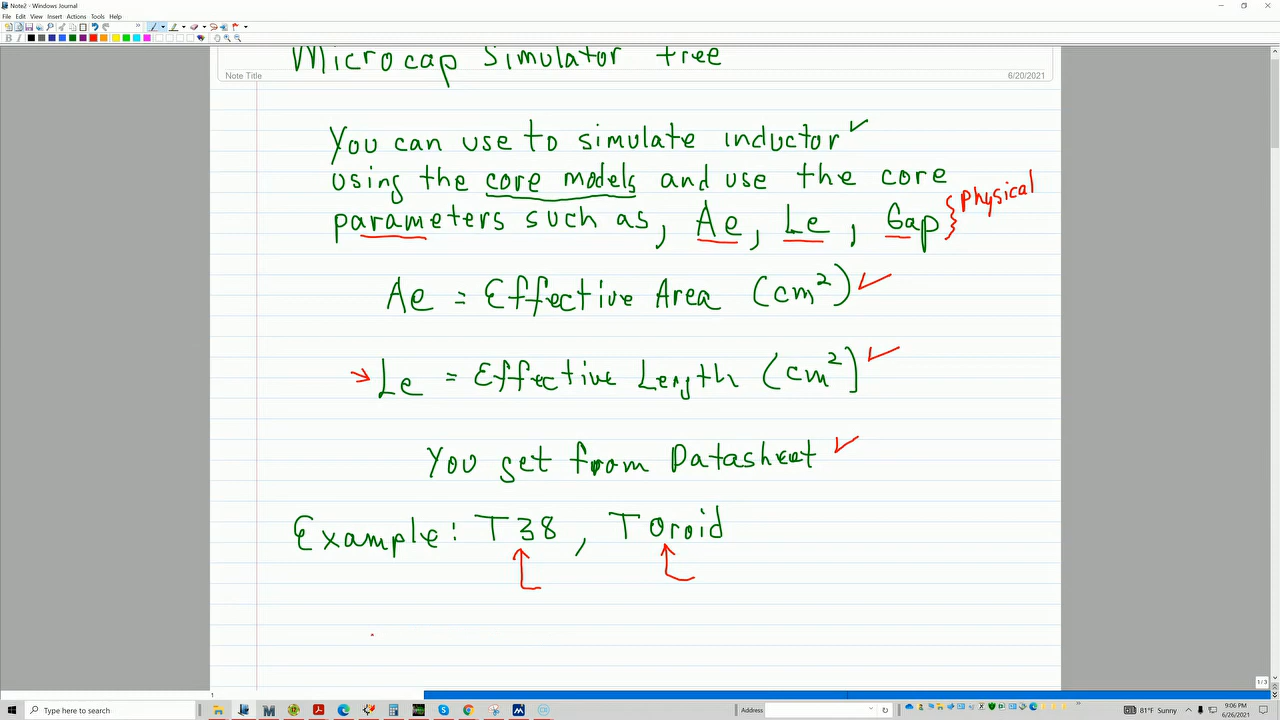 Note2 - Windows Journal
File Edit View Insert Actions Tools Help
B
Microcap Simulator free
Note Title
6/20/2021
You can use to simulate inductor
using the core models and use the core
parameters such as, Ae, Le, Gap } Physical
Ae = Effective Area (cm²)
Le = Effective Length (cm²)
You get from Datasheet
Example: T38, Toroid
1
1/3
Type here to search
Address
81°F Sunny
9:06 PM
6/26/2021